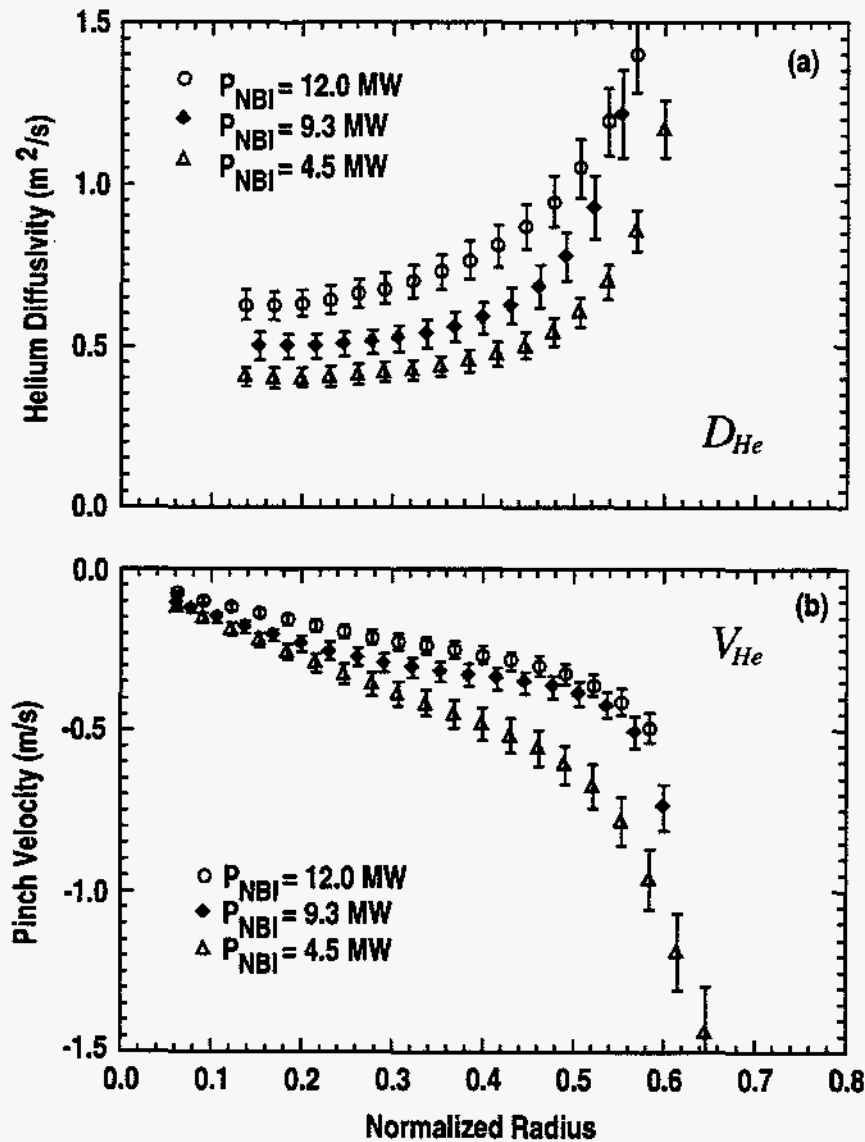 1.5
(a)
○ P_NBI = 12.0 MW
◆ P_NBI = 9.3 MW
△ P_NBI = 4.5 MW
1.0
Helium Diffusivity (m²/s)
0.5
D_He
0.0
0.0
(b)
V_He
-0.5
Pinch Velocity (m/s)
○ P_NBI = 12.0 MW
◆ P_NBI = 9.3 MW
△ P_NBI = 4.5 MW
-1.0
-1.5
0.0 0.1 0.2 0.3 0.4 0.5 0.6 0.7 0.8
Normalized Radius